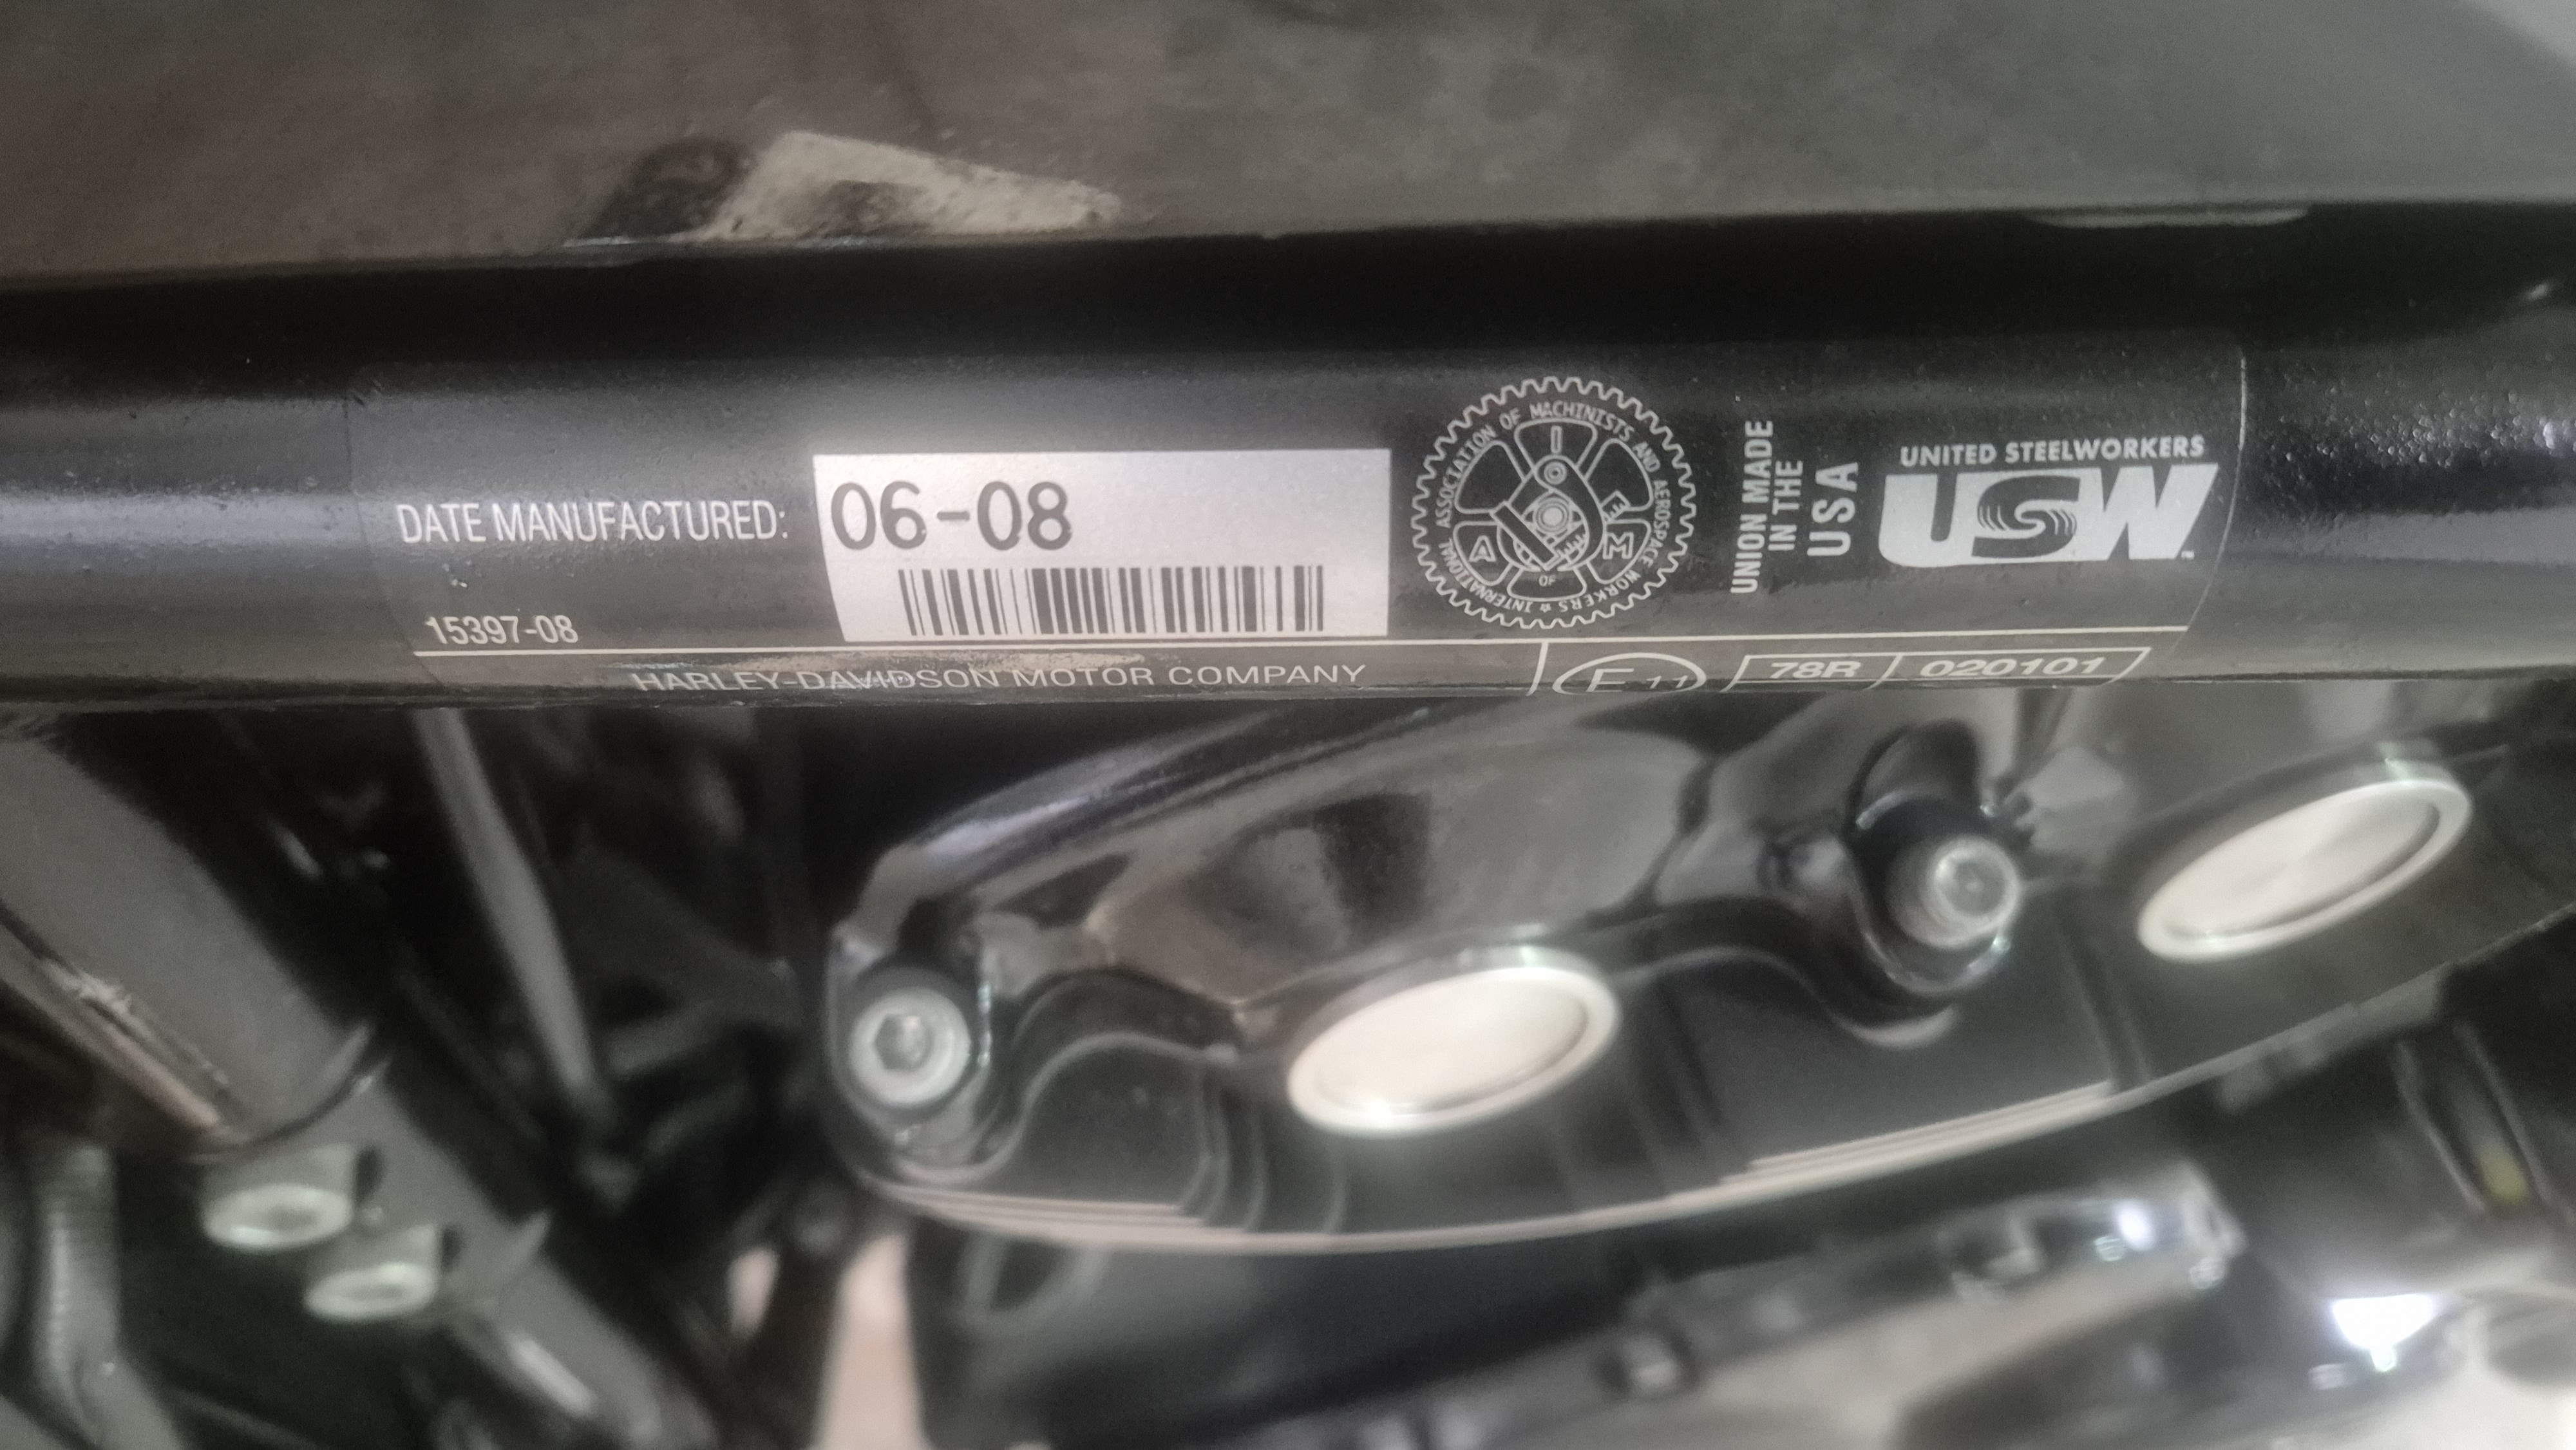 DATE MANUFACTURED: 06-08
15397-08
INTERNATIONAL ASSOCIATION OF MACHINISTS AND AEROSPACE WORKERS ★
I
A
OF
M
UNION MADE
IN THE
USA
UNITED STEELWORKERS
USW
HARLEY-DAVIDSON MOTOR COMPANY
E 11
78R 020101